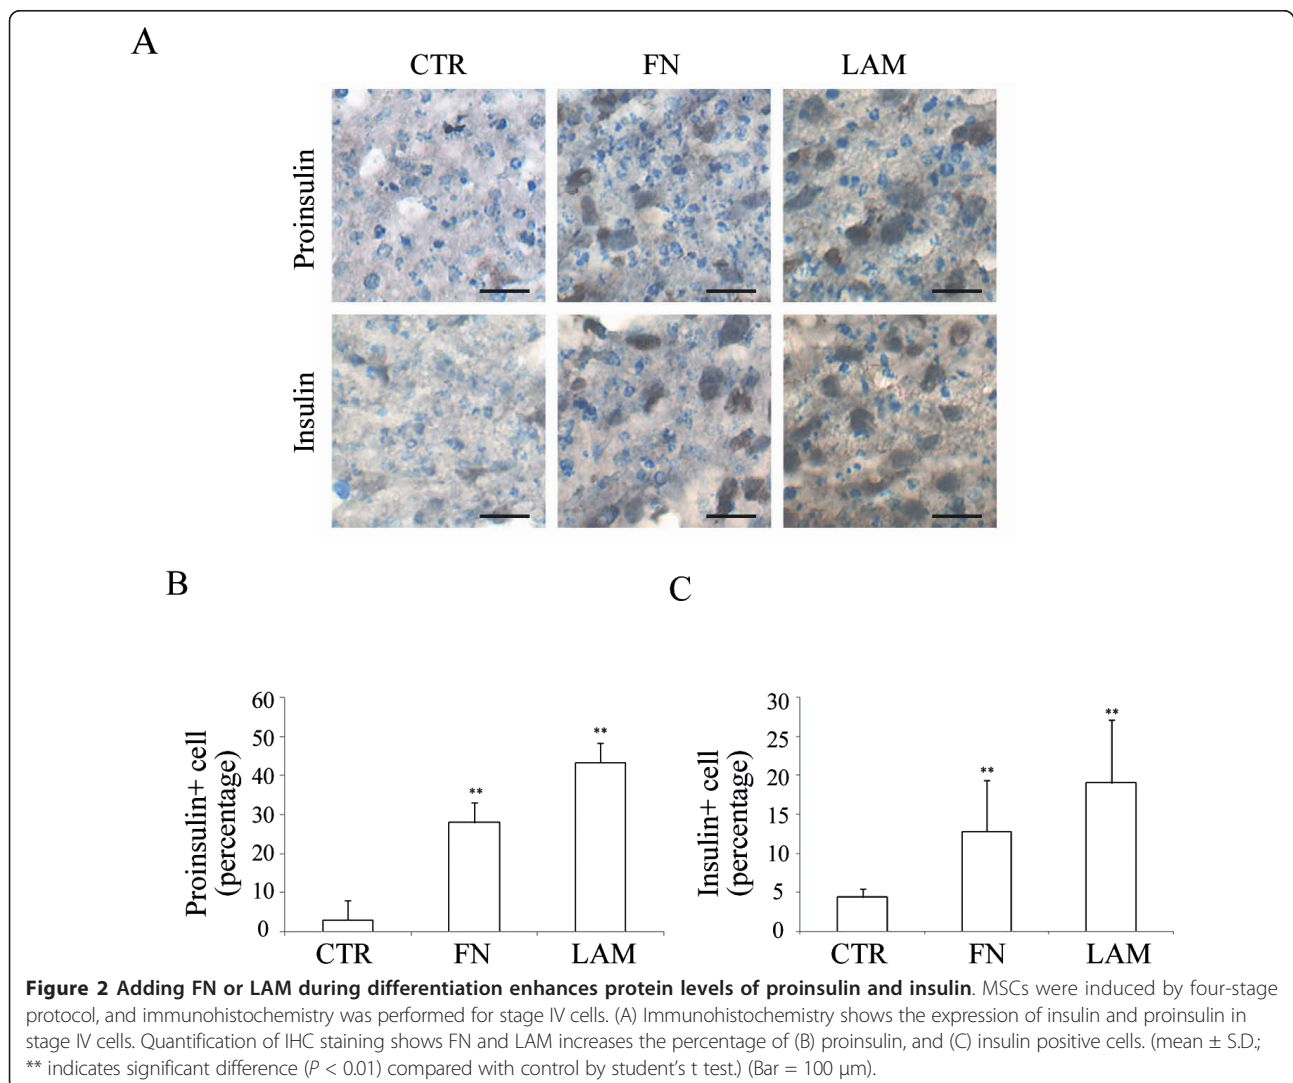 A
CTR FN LAM
Proinsulin
Insulin
B
C
Proinsulin+ cell
(percentage)
60
50
40
30
20
10
0
**
**
CTR FN LAM
Insulin+ cell
(percentage)
30
25
20
15
10
5
0
**
**
CTR FN LAM
Figure 2 Adding FN or LAM during differentiation enhances protein levels of proinsulin and insulin. MSCs were induced by four-stage
protocol, and immunohistochemistry was performed for stage IV cells. (A) Immunohistochemistry shows the expression of insulin and proinsulin in
stage IV cells. Quantification of IHC staining shows FN and LAM increases the percentage of (B) proinsulin, and (C) insulin positive cells. (mean ± S.D.;
** indicates significant difference (P < 0.01) compared with control by student's t test.) (Bar = 100 μm).